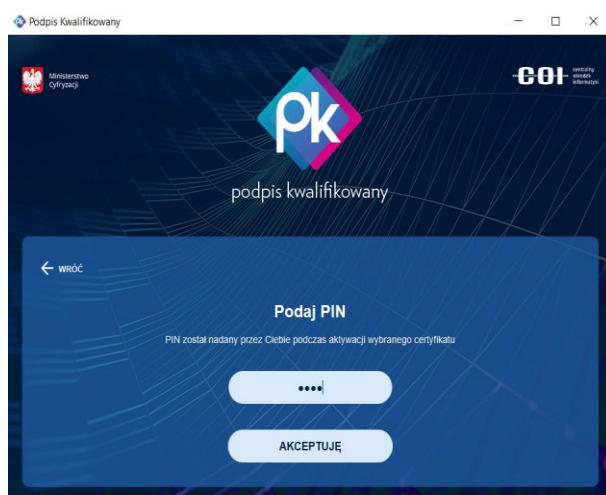 Podpis Kwalifikowany
Ministerstwo
Cyfryzacji
COI
centralny
ośrodek
informatyki
pk
podpis kwalifikowany
WRÓĆ
Podaj PIN
PIN został nadany przez Ciebie podczas aktywacji wybranego certyfikatu
••••
AKCEPTUJĘ